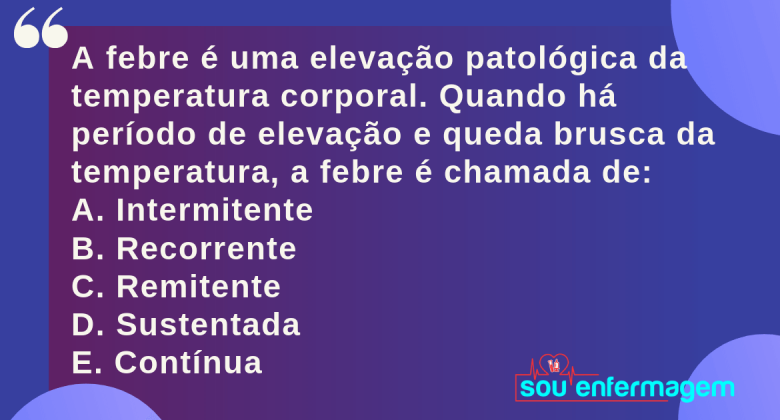 A febre é uma elevação patológica da
temperatura corporal. Quando há
período de elevação e queda brusca da
temperatura, a febre é chamada de:
A. Intermitente
B. Recorrente
C. Remitente
D. Sustentada
E. Contínua
sou enfermagem